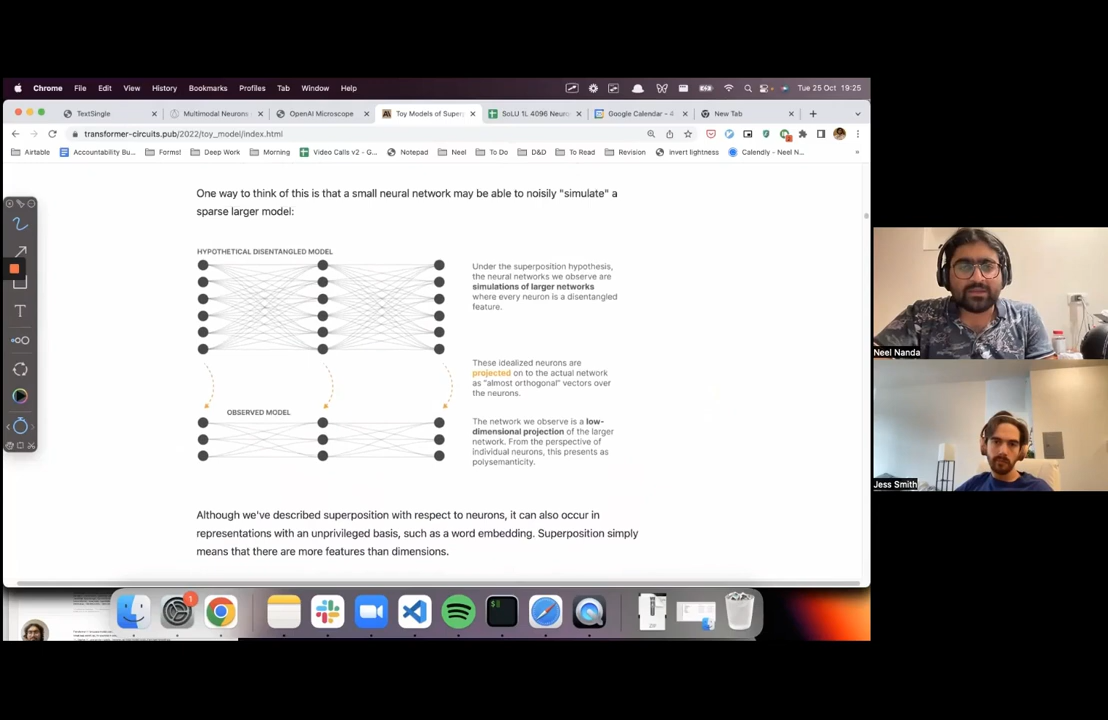 Chrome File Edit View History Bookmarks Profiles Tab Window Help
Tue 25 Oct 19:25
TextSingle
Multimodal Neurons
OpenAI Microscope
Toy Models of Super
SoLU 1L 4096 Neuro
Google Calendar - 4
New Tab
transformer-circuits.pub/2022/toy_model/index.html
Airtable
Accountability Bu...
Forms!
Deep Work
Morning
Video Calls v2 - G...
Notepad
Neel
To Do
D&D
To Read
Revision
invert lightness
Calendly - Neel N...
One way to think of this is that a small neural network may be able to noisily "simulate" a
sparse larger model:
HYPOTHETICAL DISENTANGLED MODEL
Under the superposition hypothesis,
the neural networks we observe are
simulations of larger networks
where every neuron is a disentangled
feature.
These idealized neurons are
projected on to the actual network
as "almost orthogonal" vectors over
the neurons.
OBSERVED MODEL
The network we observe is a low-
dimensional projection of the larger
network. From the perspective of
individual neurons, this presents as
polysemanticity.
Although we've described superposition with respect to neurons, it can also occur in
representations with an unprivileged basis, such as a word embedding. Superposition simply
means that there are more features than dimensions.
Neel Nanda
Jess Smith
1